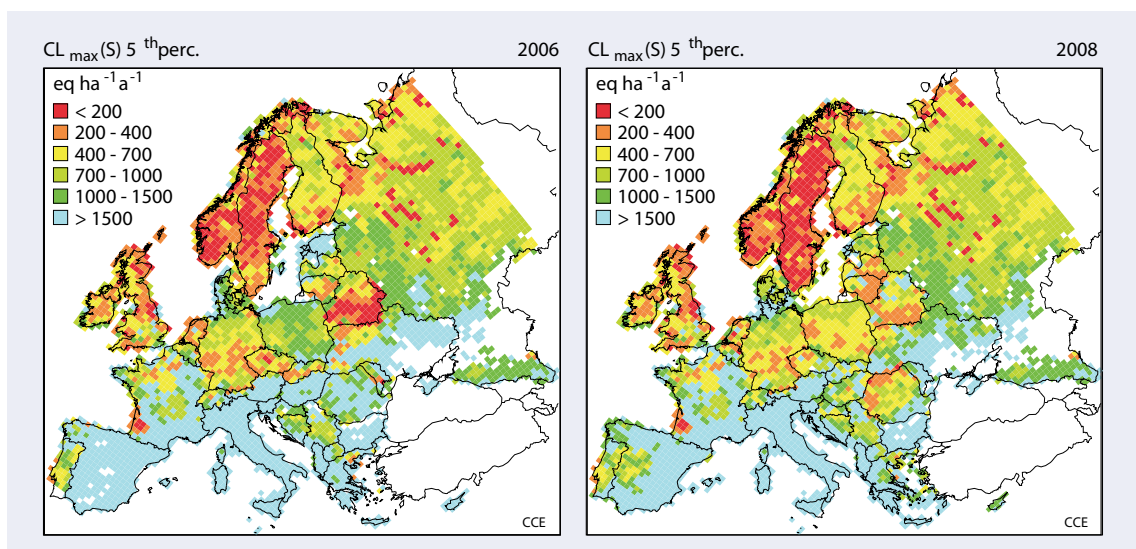 CL max(S) 5 th perc. 2006
eq ha -1 a -1
< 200
200 - 400
400 - 700
700 - 1000
1000 - 1500
> 1500
CCE
CL max(S) 5 th perc. 2008
eq ha -1 a -1
< 200
200 - 400
400 - 700
700 - 1000
1000 - 1500
> 1500
CCE